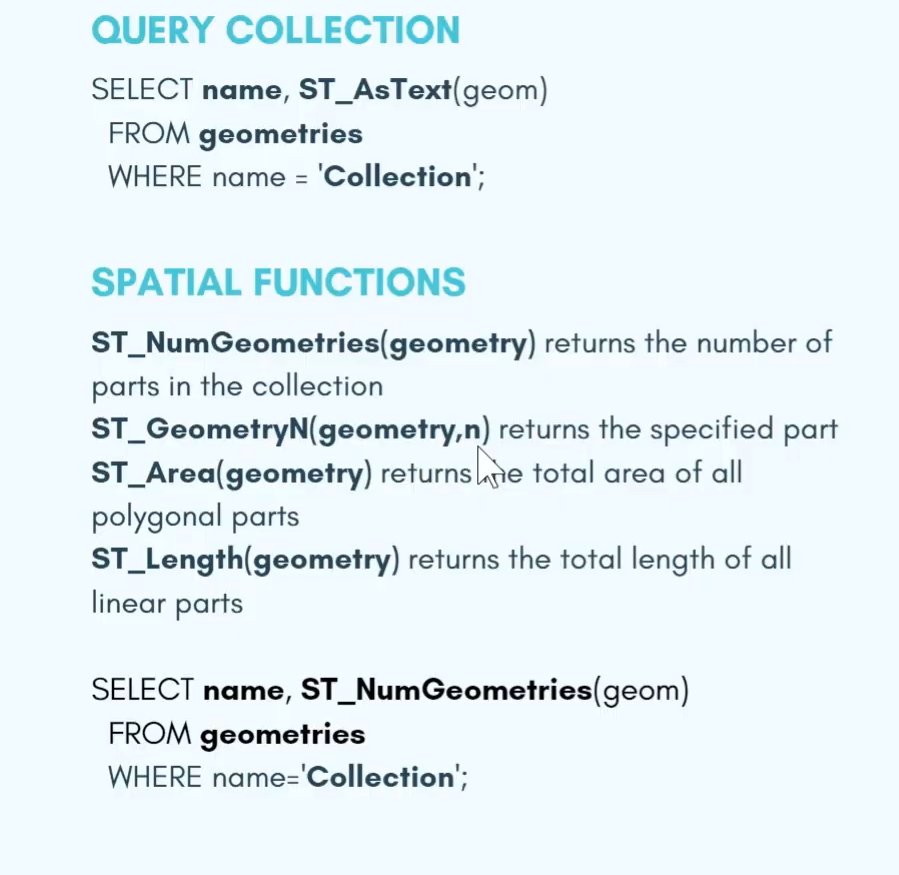 QUERY COLLECTION
SELECT name, ST_AsText(geom)
FROM geometries
WHERE name = 'Collection';
SPATIAL FUNCTIONS
ST_NumGeometries(geometry) returns the number of
parts in the collection
ST_GeometryN(geometry,n) returns the specified part
ST_Area(geometry) returns the total area of all
polygonal parts
ST_Length(geometry) returns the total length of all
linear parts
SELECT name, ST_NumGeometries(geom)
FROM geometries
WHERE name='Collection';